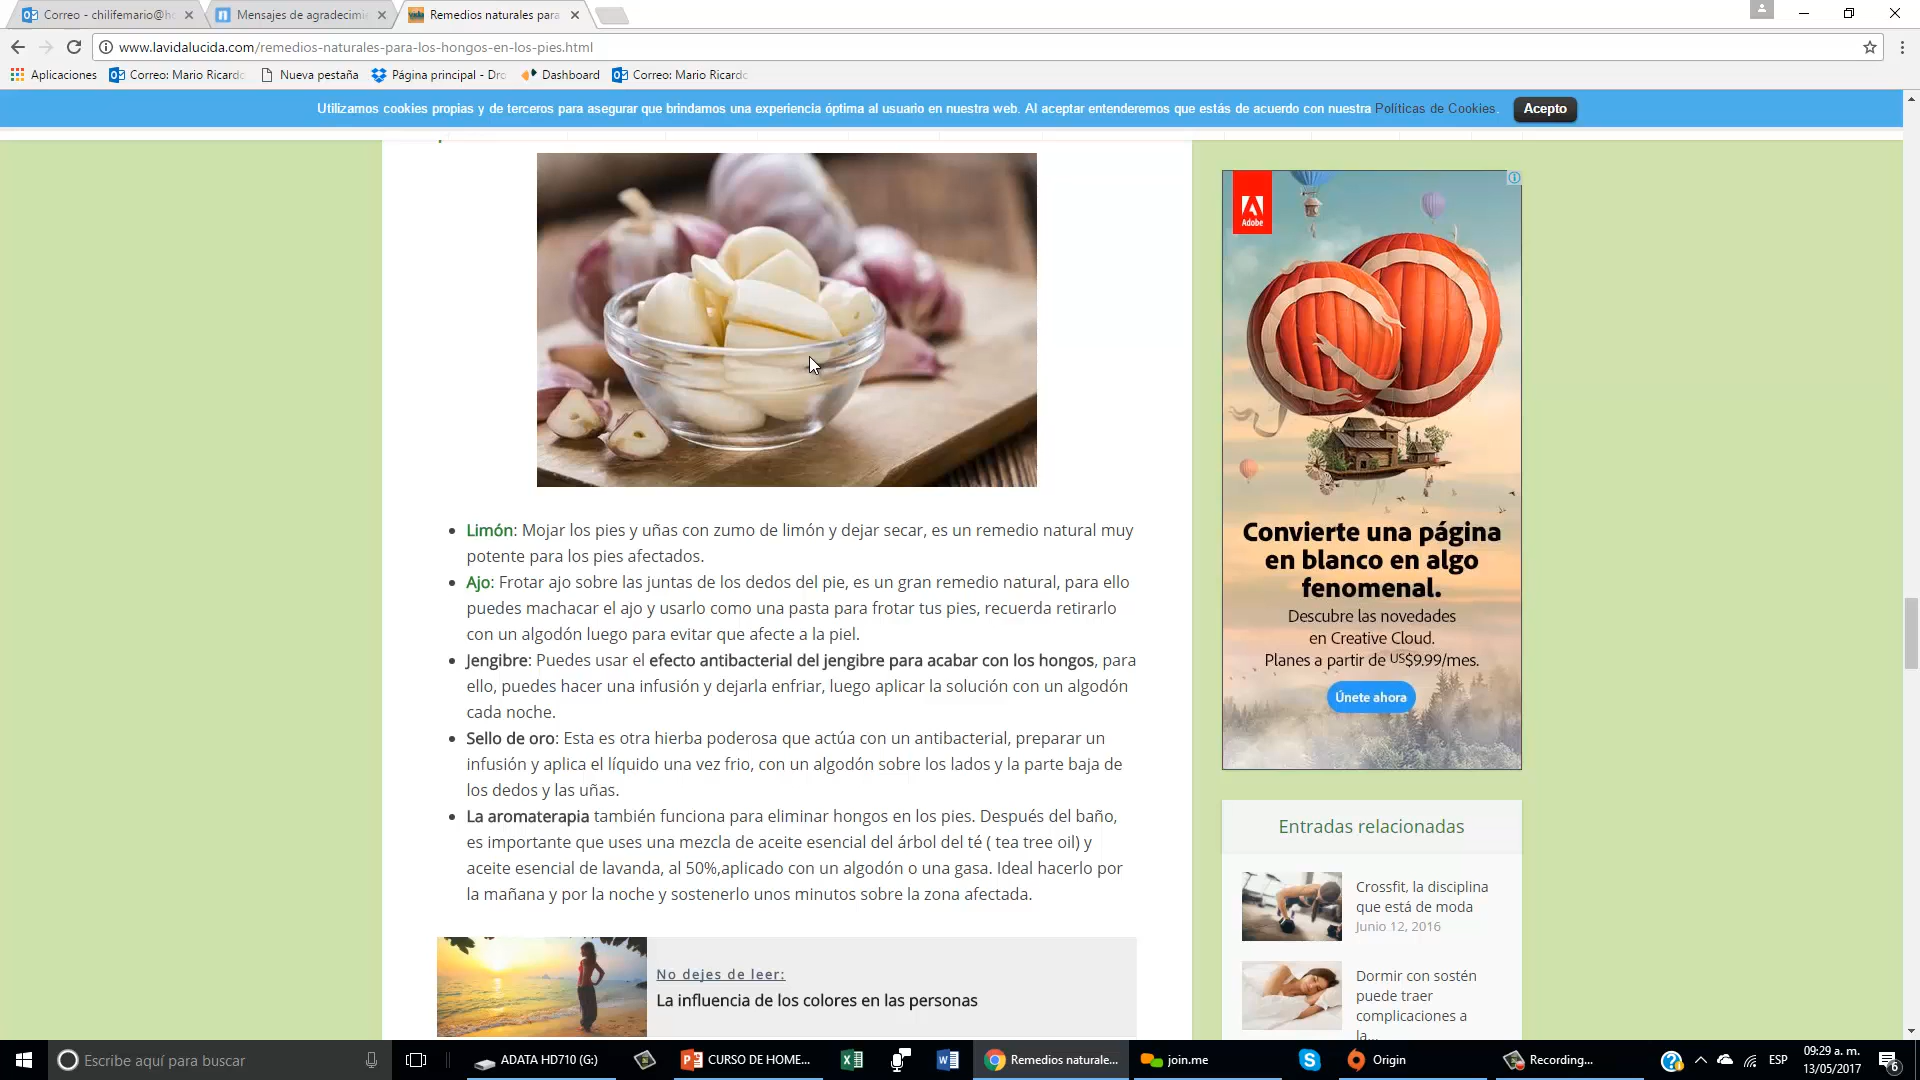 Correo - chilifemario@h
Mensajes de agradecimi
Remedios naturales para
www.lavidalucida.com/remedios-naturales-para-los-hongos-en-los-pies.html
Aplicaciones
Correo: Mario Ricardo
Nueva pestaña
Página principal - Dro
Dashboard
Correo: Mario Ricardo
Utilizamos cookies propias y de terceros para asegurar que brindamos una experiencia óptima al usuario en nuestra web. Al aceptar entenderemos que estás de acuerdo con nuestra Políticas de Cookies.
Acepto
Limón: Mojar los pies y uñas con zumo de limón y dejar secar, es un remedio natural muy
potente para los pies afectados.
Ajo: Frotar ajo sobre las juntas de los dedos del pie, es un gran remedio natural, para ello
puedes machacar el ajo y usarlo como una pasta para frotar tus pies, recuerda retirarlo
con un algodón luego para evitar que afecte a la piel.
Jengibre: Puedes usar el efecto antibacterial del jengibre para acabar con los hongos, para
ello, puedes hacer una infusión y dejarla enfriar, luego aplicar la solución con un algodón
cada noche.
Sello de oro: Esta es otra hierba poderosa que actúa con un antibacterial, preparar un
infusión y aplica el líquido una vez frio, con un algodón sobre los lados y la parte baja de
los dedos y las uñas.
La aromaterapia también funciona para eliminar hongos en los pies. Después del baño,
es importante que uses una mezcla de aceite esencial del árbol del té ( tea tree oil) y
aceite esencial de lavanda, al 50%,aplicado con un algodón o una gasa. Ideal hacerlo por
la mañana y por la noche y sostenerlo unos minutos sobre la zona afectada.
No dejes de leer:
La influencia de los colores en las personas
Adobe
Convierte una página
en blanco en algo
fenomenal.
Descubre las novedades
en Creative Cloud.
Planes a partir de US$9.99/mes.
Únete ahora
Entradas relacionadas
Crossfit, la disciplina
que está de moda
Junio 12, 2016
Dormir con sostén
puede traer
complicaciones a
la...
Escribe aquí para buscar
ADATA HD710 (G:)
CURSO DE HOME...
Remedios naturale...
join.me
Origin
Recording...
ESP
09:29 a. m.
13/05/2017
6